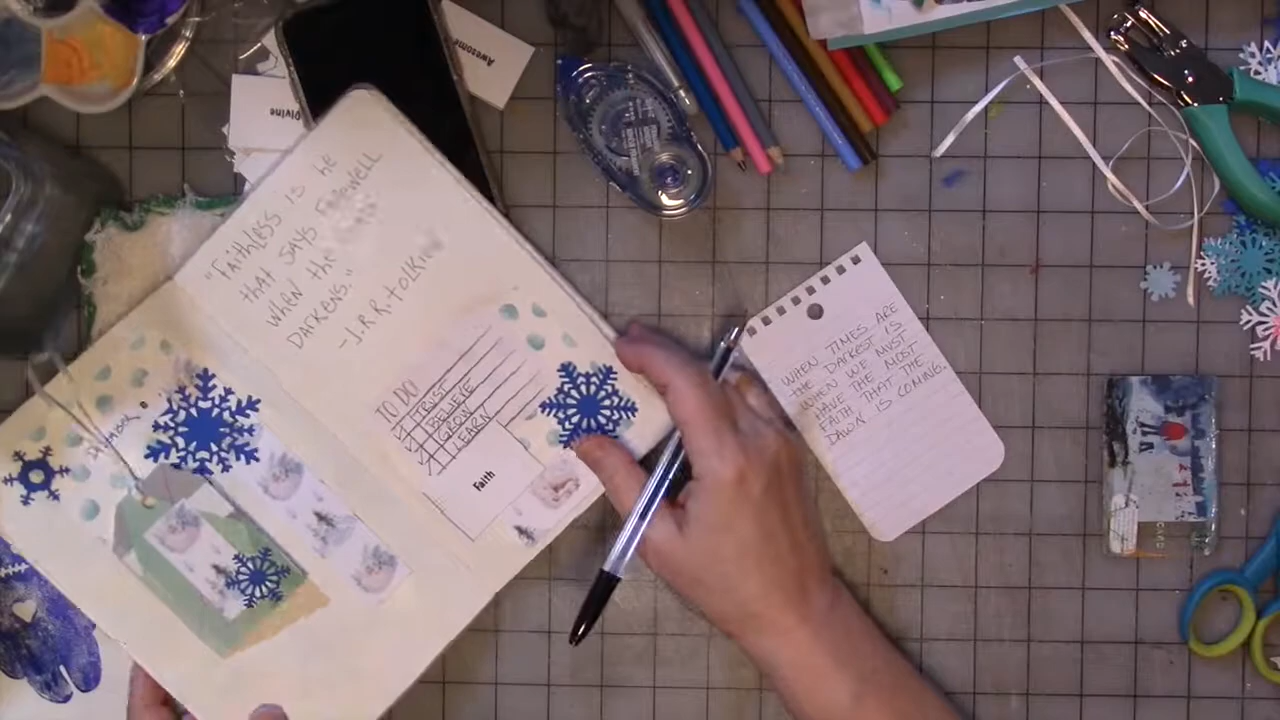 Awesome
Divine
"FAiTHLESS iS HE
tHAt SAYS FAREWELL
WHEN tHE
DARKENS."
-J.R.R. tOLKiEN
TO DO!
TRUST
BELIEVE
GROW
LEARN
Faith
WHEN TIMES ARE
THE DARKEST IS
WHEN WE MUST
HAVE THE MOST
FAITH THAT THE
DAWN IS COMING.